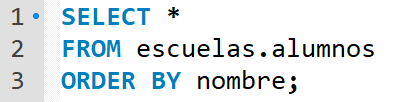 1 SELECT *
2 FROM escuelas.alumnos
3 ORDER BY nombre;